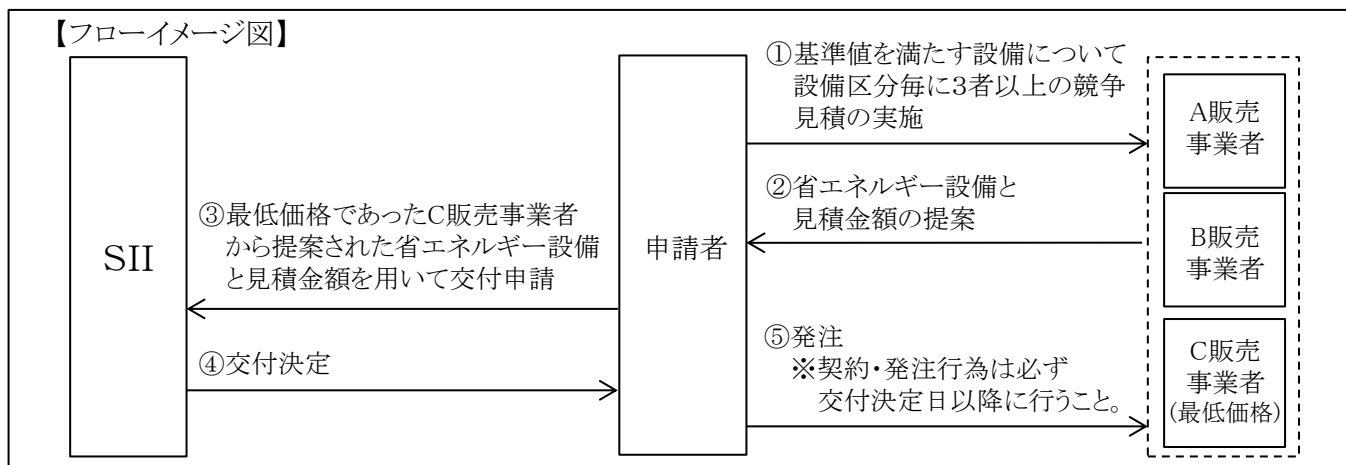 【フローイメージ図】
SII
申請者
①基準値を満たす設備について
設備区分毎に3者以上の競争
見積の実施
②省エネルギー設備と
見積金額の提案
③最低価格であったC販売事業者
から提案された省エネルギー設備
と見積金額を用いて交付申請
④交付決定
⑤発注
※契約・発注行為は必ず
交付決定日以降に行うこと。
A販売
事業者
B販売
事業者
C販売
事業者
(最低価格)